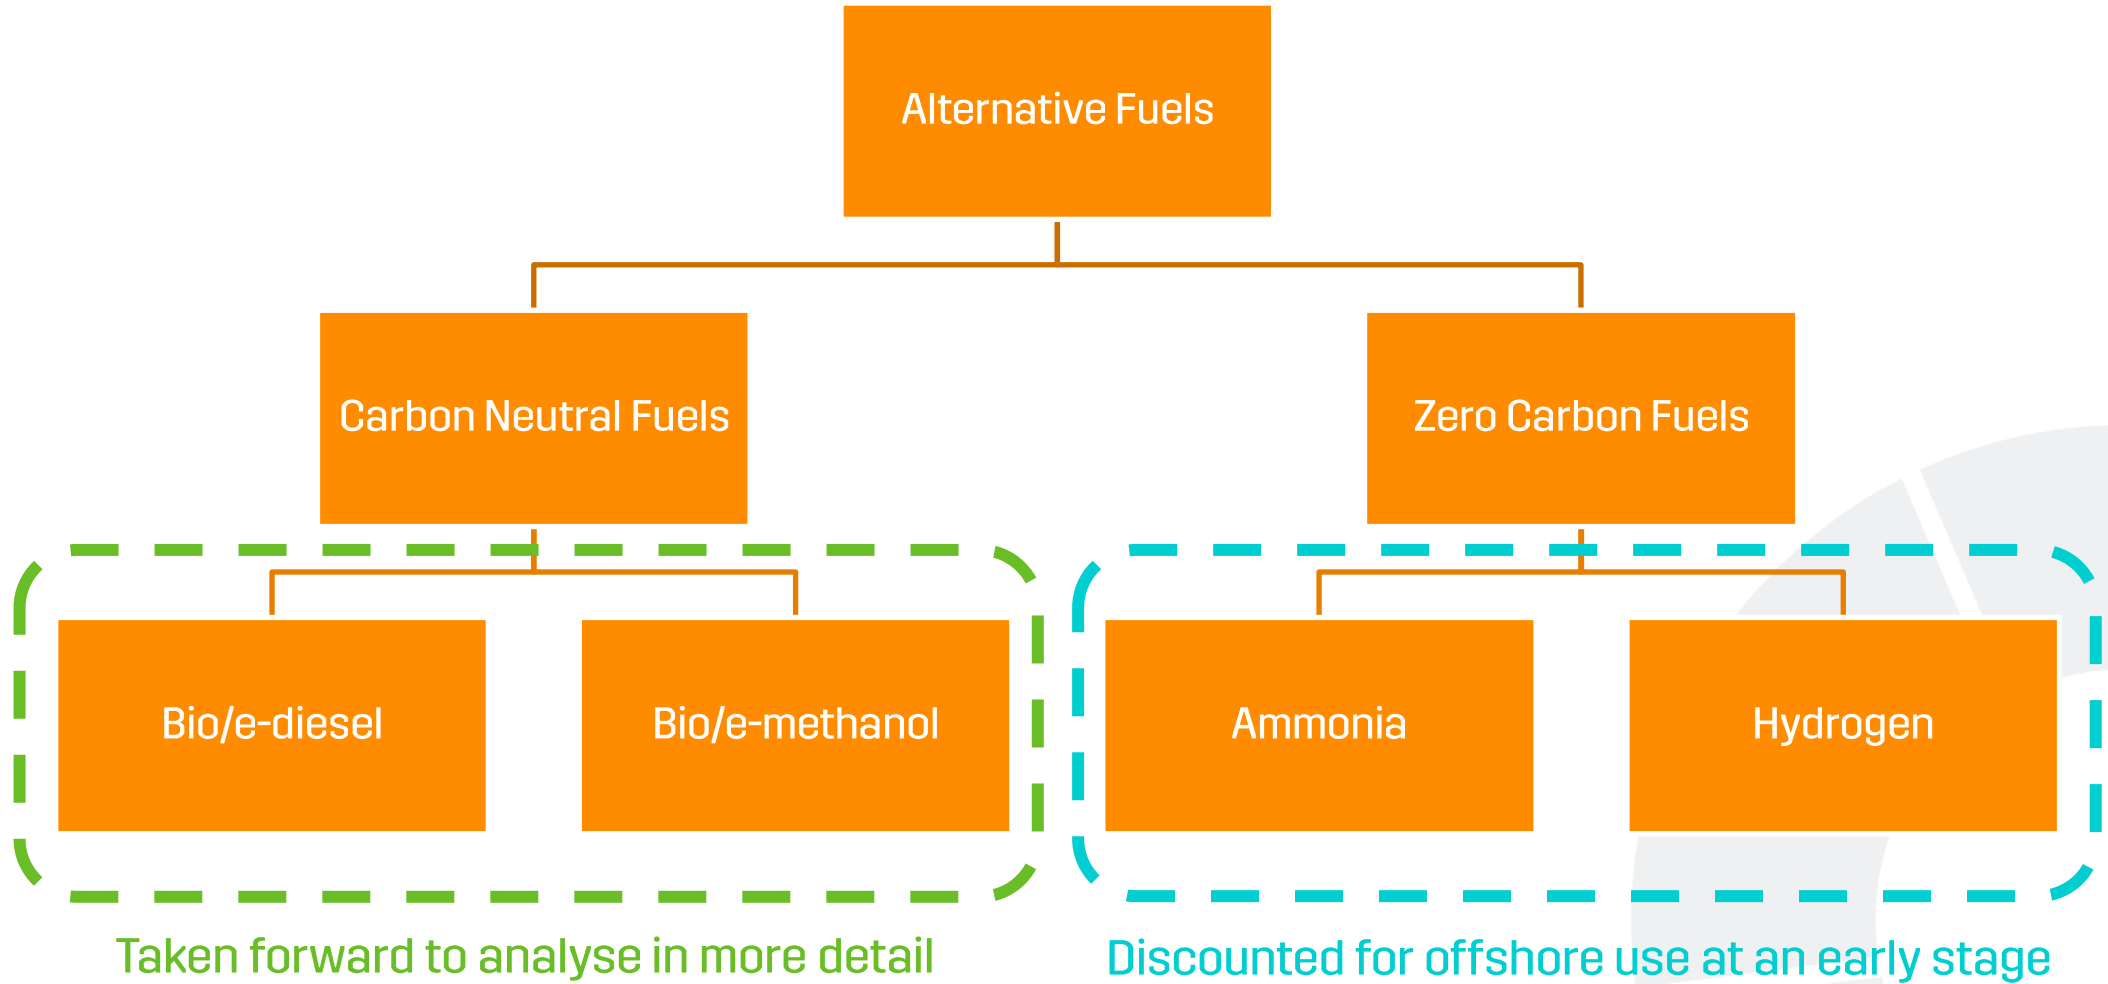 Alternative Fuels
Carbon Neutral Fuels
Zero Carbon Fuels
Bio/e-diesel
Bio/e-methanol
Ammonia
Hydrogen
Taken forward to analyse in more detail
Discounted for offshore use at an early stage